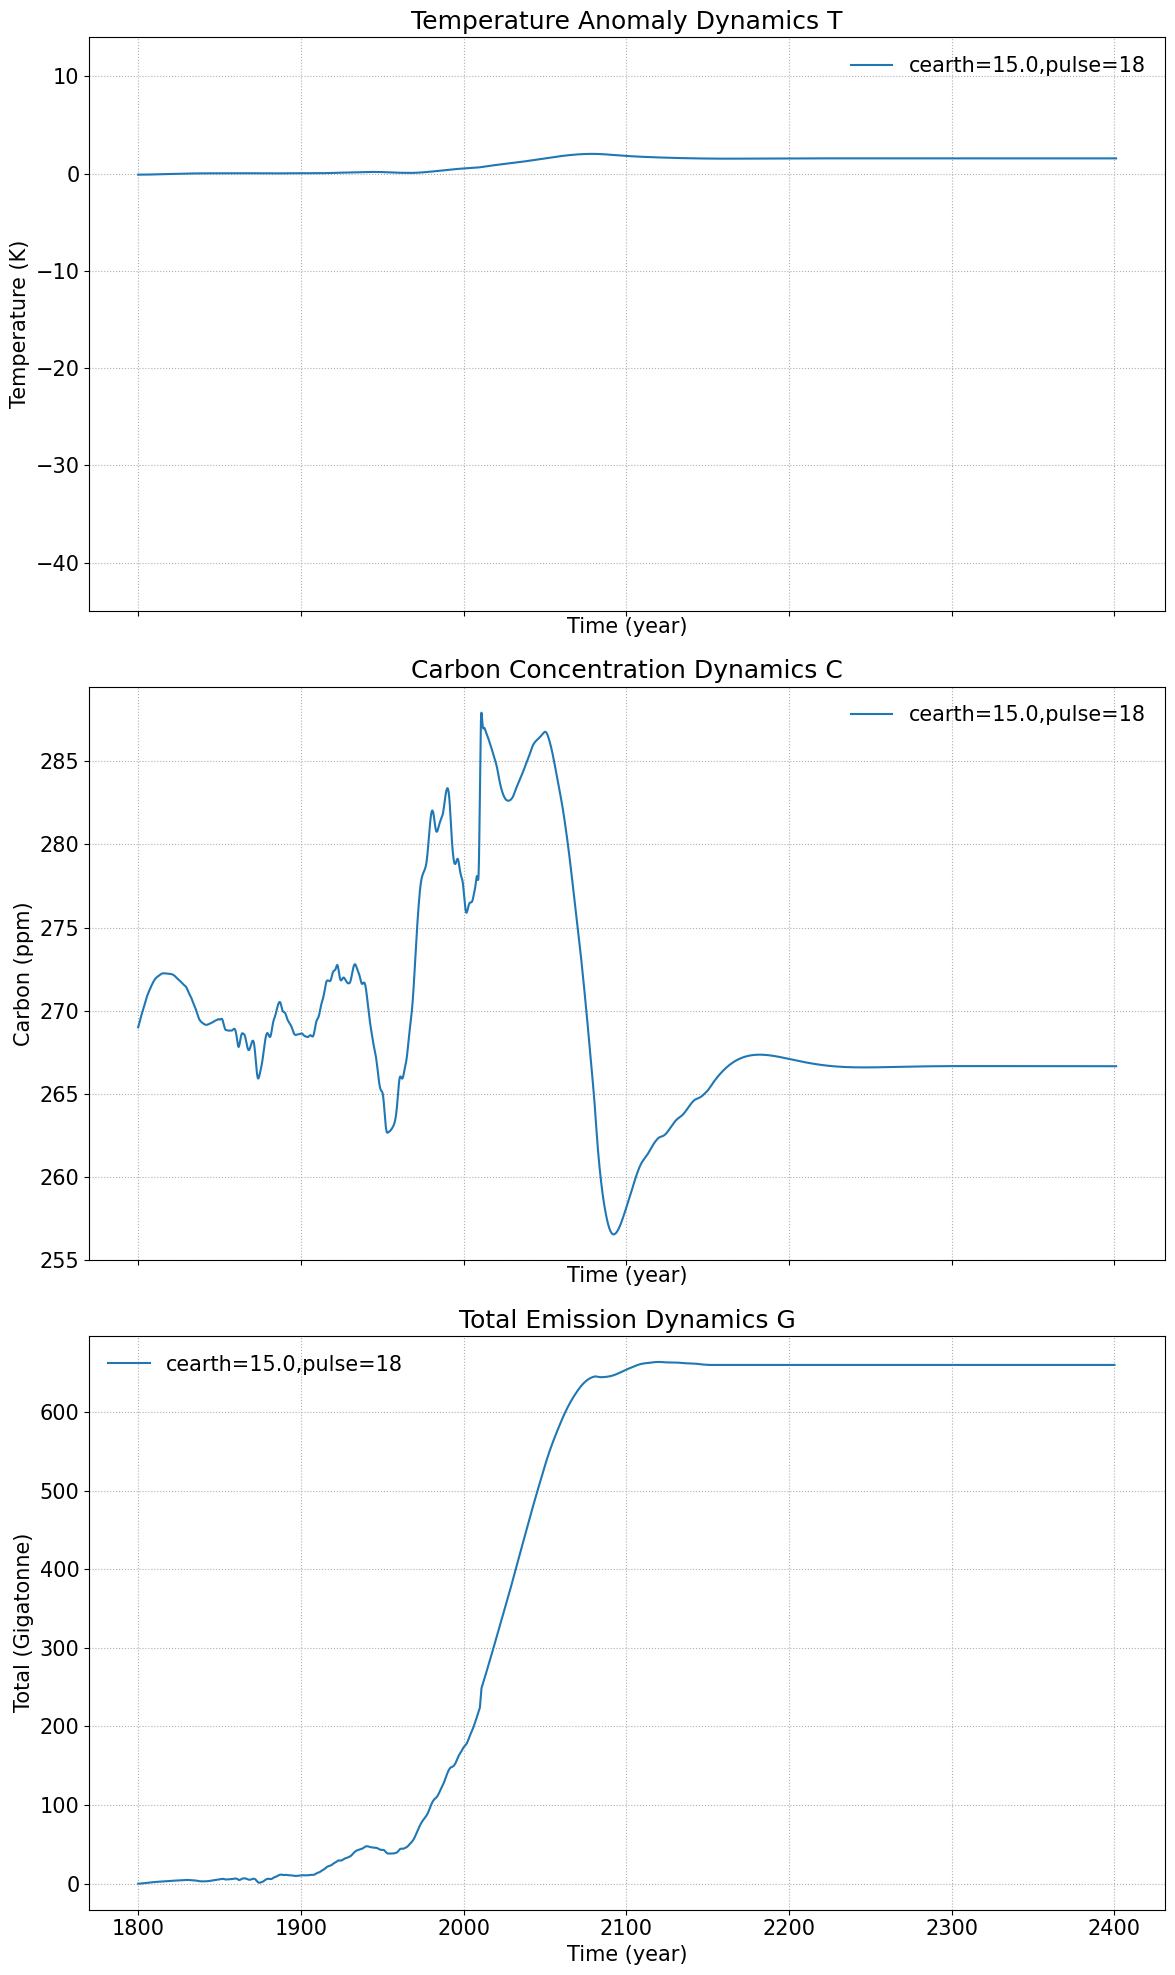 Temperature Anomaly Dynamics T
cearth=15.0,pulse=18
10
0
−10
−20
−30
−40
Temperature (K)
Time (year)
Carbon Concentration Dynamics C
cearth=15.0,pulse=18
285
280
275
270
265
260
255
Carbon (ppm)
Time (year)
Total Emission Dynamics G
cearth=15.0,pulse=18
600
500
400
300
200
100
0
Total (Gigatonne)
1800 1900 2000 2100 2200 2300 2400
Time (year)